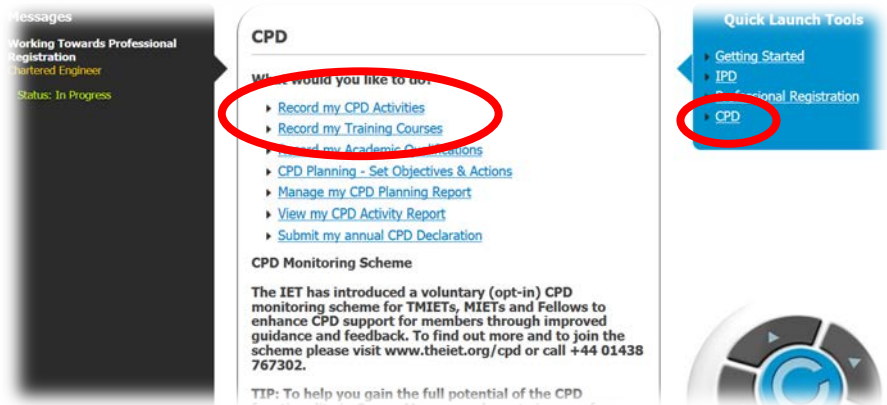 Messages
Working Towards Professional
Registration
Chartered Engineer
Status: In Progress
CPD
What would you like to do?
Record my CPD Activities
Record my Training Courses
Record my Academic Qualifications
CPD Planning - Set Objectives & Actions
Manage my CPD Planning Report
View my CPD Activity Report
Submit my annual CPD Declaration
CPD Monitoring Scheme
The IET has introduced a voluntary (opt-in) CPD
monitoring scheme for TMIETs, MIETs and Fellows to
enhance CPD support for members through improved
guidance and feedback. To find out more and to join the
scheme please visit www.theiet.org/cpd or call +44 01438
767302.
TIP: To help you gain the full potential of the CPD
Quick Launch Tools
Getting Started
IPD
Professional Registration
CPD